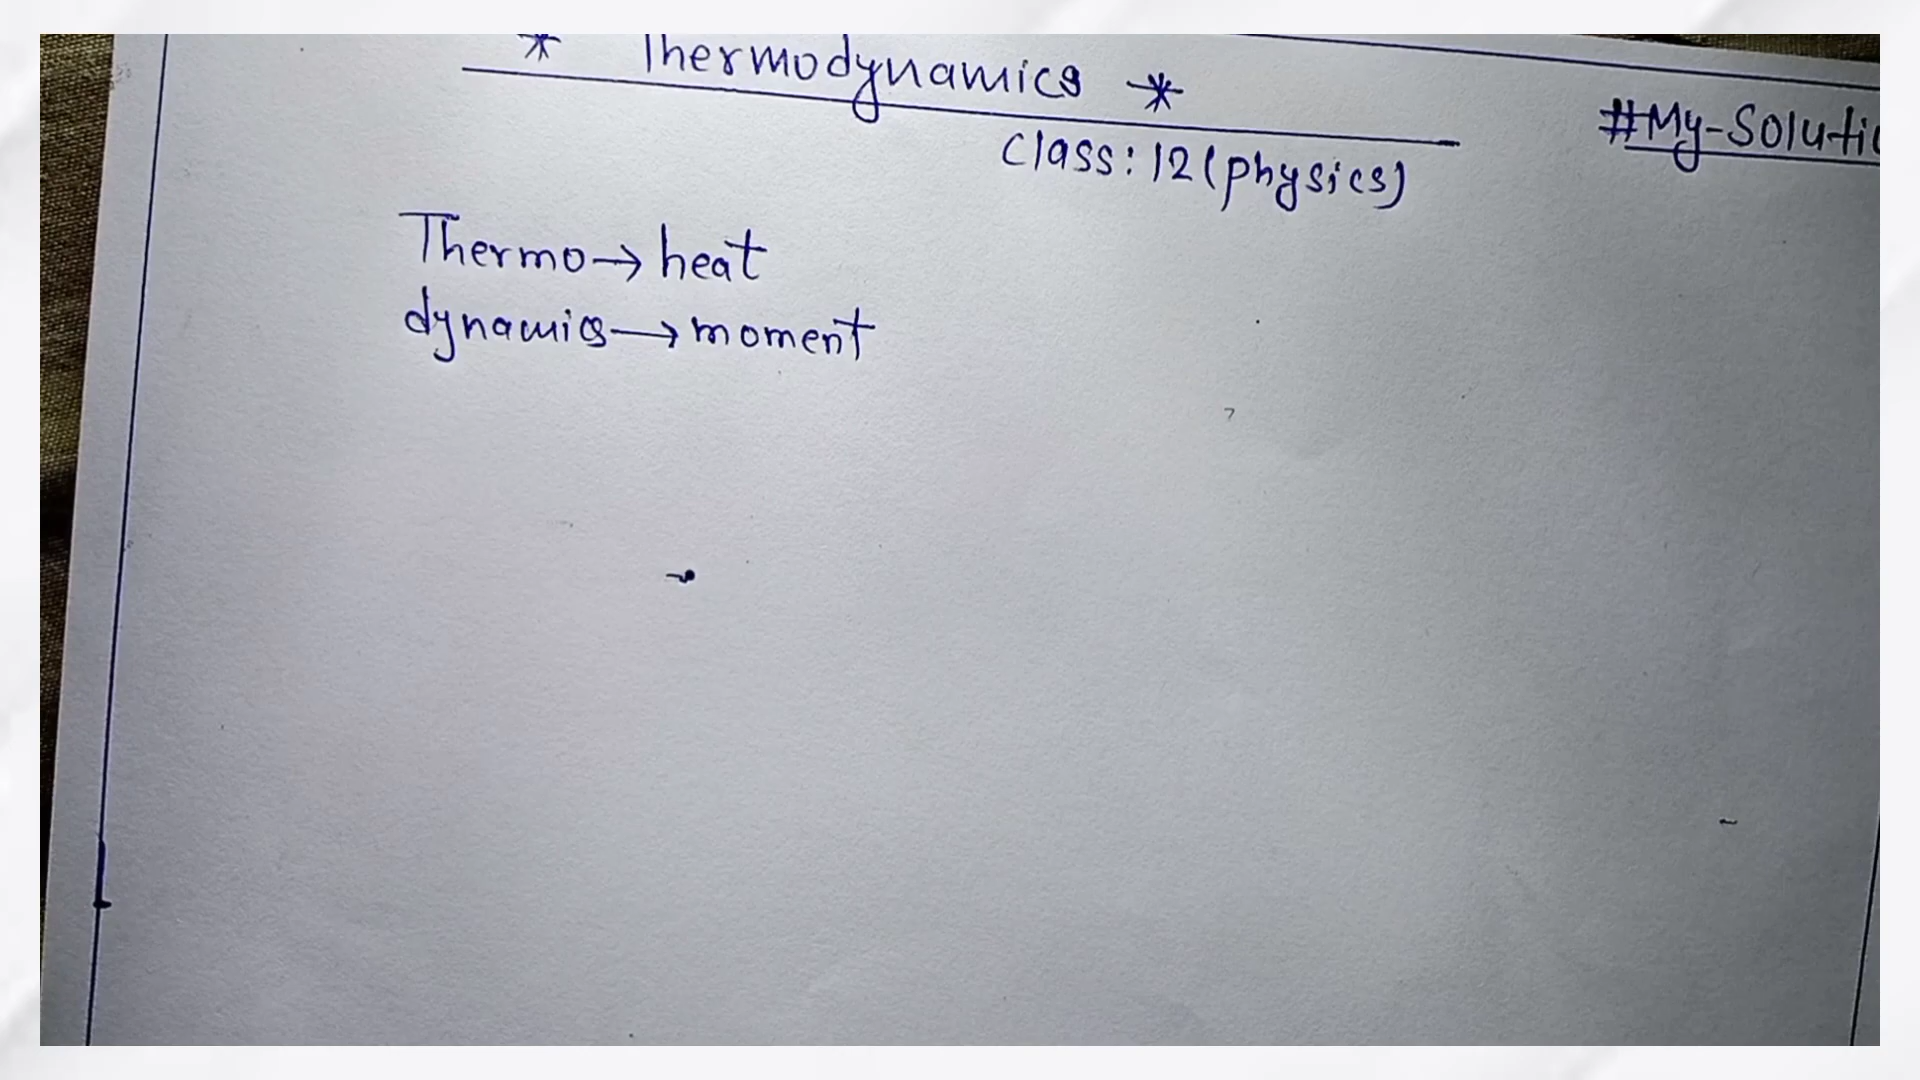 * Thermodynamics *
#My-Soluti
Class: 12 (physics)
Thermo → heat
dynamics → moment